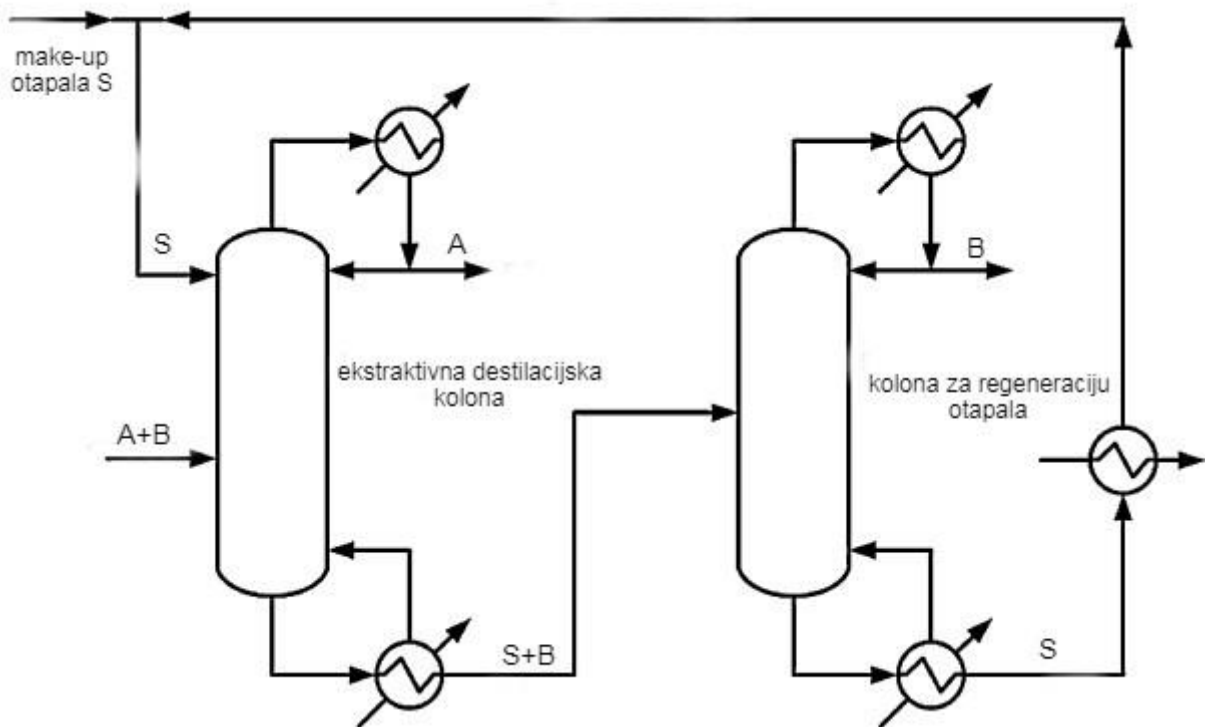 make-up
otapala S
S
A
B
ekstraktivna destilacijska
kolona
kolona za regeneraciju
otapala
A+B
S+B
S